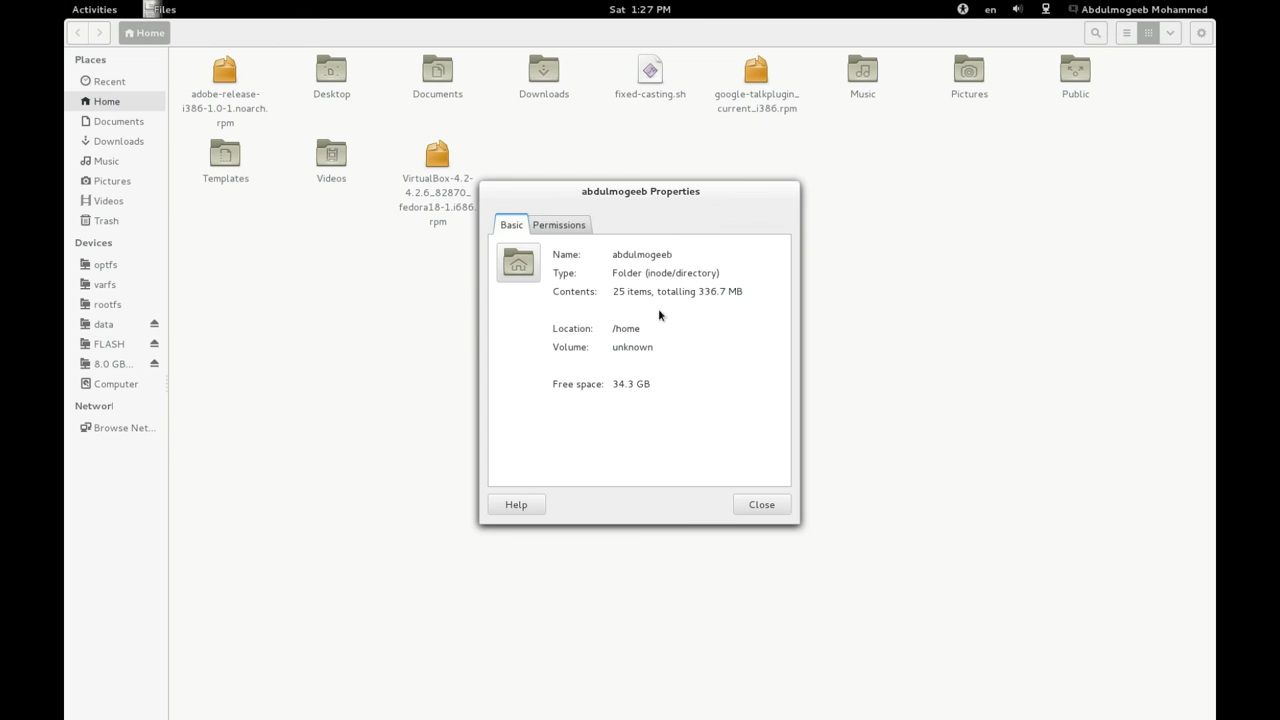 Activities
Files
Sat 1:27 PM
en
Abdulmogeeb Mohammed
Home
Places
Recent
Home
Documents
Downloads
Music
Pictures
Videos
Trash
Devices
optfs
varfs
rootfs
data
FLASH
8.0 GB...
Computer
Networl
Browse Net...
adobe-release-
i386-1.0-1.noarch.
rpm
Desktop
Documents
Downloads
fixed-casting.sh
google-talkplugin_
current_i386.rpm
Music
Pictures
Public
Templates
Videos
VirtualBox-4.2-
4.2.6_82870_
fedora18-1.i686.
rpm
abdulmogeeb Properties
Basic
Permissions
Name: abdulmogeeb
Type: Folder (inode/directory)
Contents: 25 items, totalling 336.7 MB
Location: /home
Volume: unknown
Free space: 34.3 GB
Help
Close